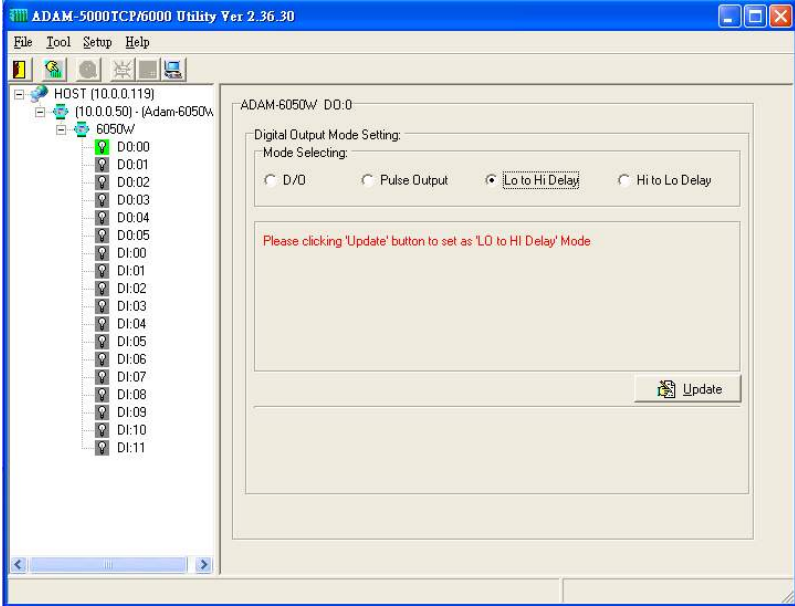 ADAM-5000TCP/6000 Utility Ver 2.36.30
File Tool Setup Help
HOST (10.0.0.119)
(10.0.0.50) - (Adam-6050W
6050W
DO:00
DO:01
DO:02
DO:03
DO:04
DO:05
DI:00
DI:01
DI:02
DI:03
DI:04
DI:05
DI:06
DI:07
DI:08
DI:09
DI:10
DI:11
ADAM-6050W DO:0
Digital Output Mode Setting:
Mode Selecting:
D/O Pulse Output Lo to Hi Delay Hi to Lo Delay
Please clicking 'Update' button to set as 'LO to HI Delay' Mode
Update